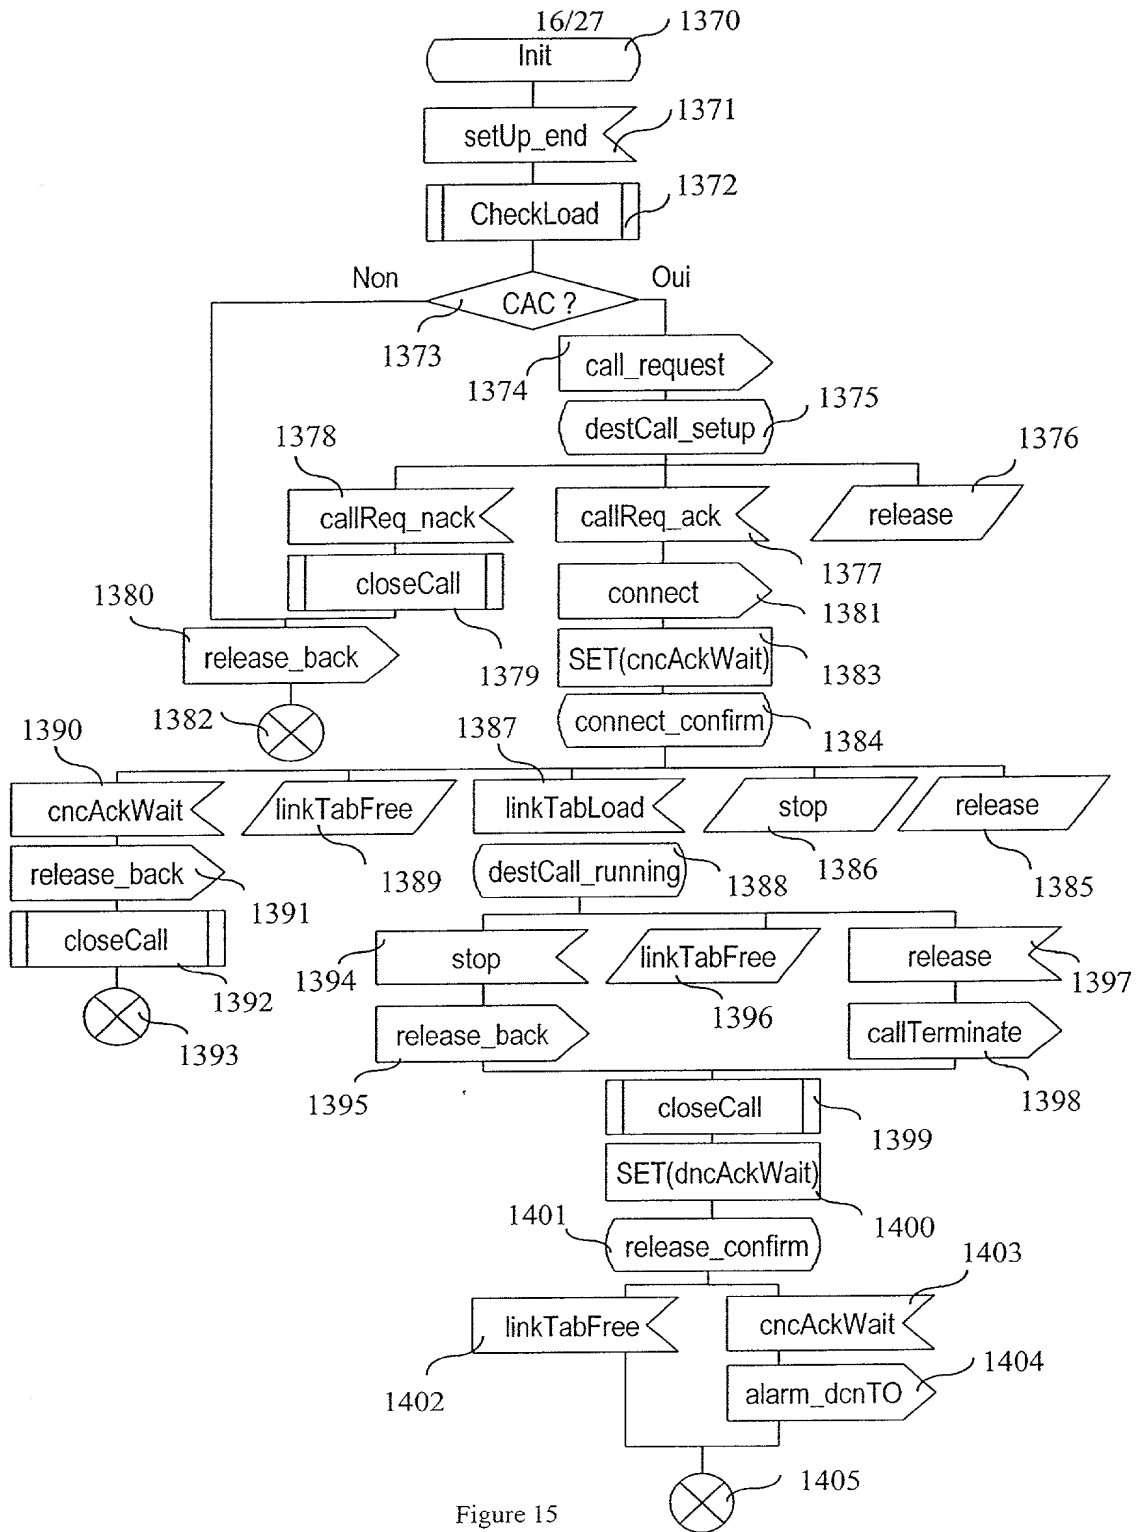 16/27
1370
Init
1371
setUp_end
1372
CheckLoad
Non
Oui
CAC ?
1373
1374
call_request
1375
destCall_setup
1378
1376
callReq_nack
callReq_ack
release
1377
closeCall
connect
1381
1380
release_back
1379
SET(cncAckWait)
1383
1382
connect_confirm
1384
1390
1387
cncAckWait
linkTabFree
linkTabLoad
stop
release
release_back
1389
destCall_running
1388
1386
1385
1391
closeCall
1392
1394
stop
linkTabFree
release
1397
1396
1393
release_back
callTerminate
1395
1398
closeCall
1399
SET(dncAckWait)
1400
1401
release_confirm
1403
linkTabFree
cncAckWait
1402
1404
alarm_dcnTO
1405
Figure 15